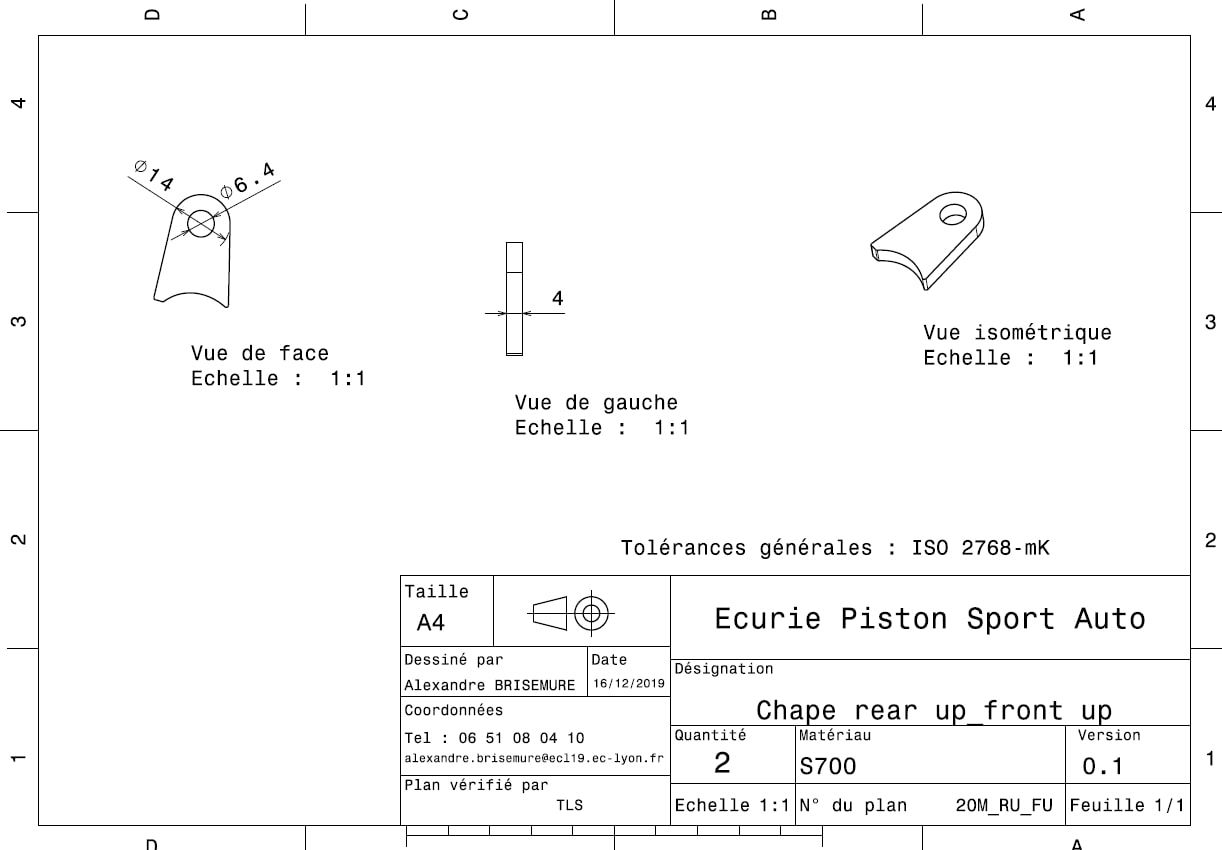 D C B A
4 4
⌀14 ⌀6.4
4
3 3
Vue de face
Echelle : 1:1
Vue de gauche
Echelle : 1:1
Vue isométrique
Echelle : 1:1
2 2
Tolérances générales : ISO 2768-mK
Taille
A4
Ecurie Piston Sport Auto
Dessiné par
Alexandre BRISEMURE
Date
16/12/2019
Désignation
Chape rear up_front up
Coordonnées
Tel : 06 51 08 04 10
alexandre.brisemure@ecl19.ec-lyon.fr
Quantité
2
Matériau
S700
Version
0.1
Plan vérifié par
TLS
Echelle 1:1
N° du plan 20M_RU_FU
Feuille 1/1
1 1
D A